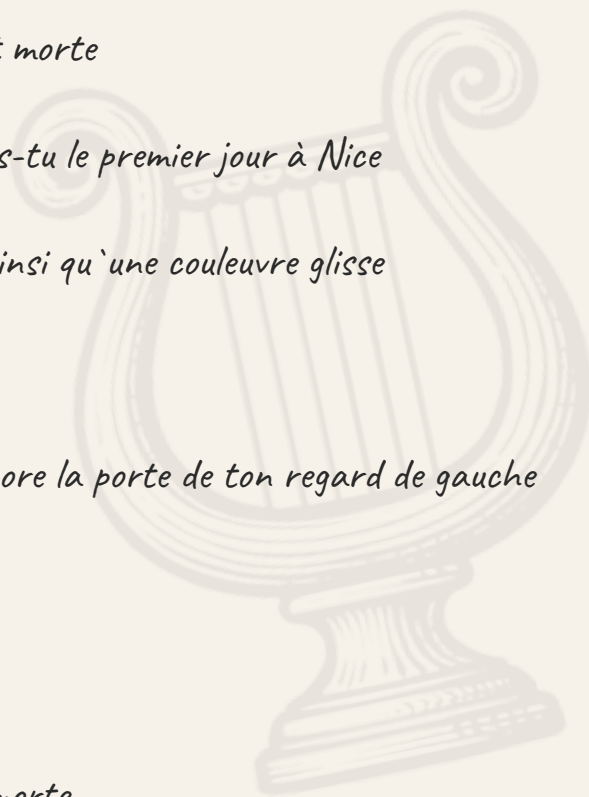 morte
s-tu le premier jour à Nice
insi qu`une couleuvre glisse
ore la porte de ton regard de gauche
morte